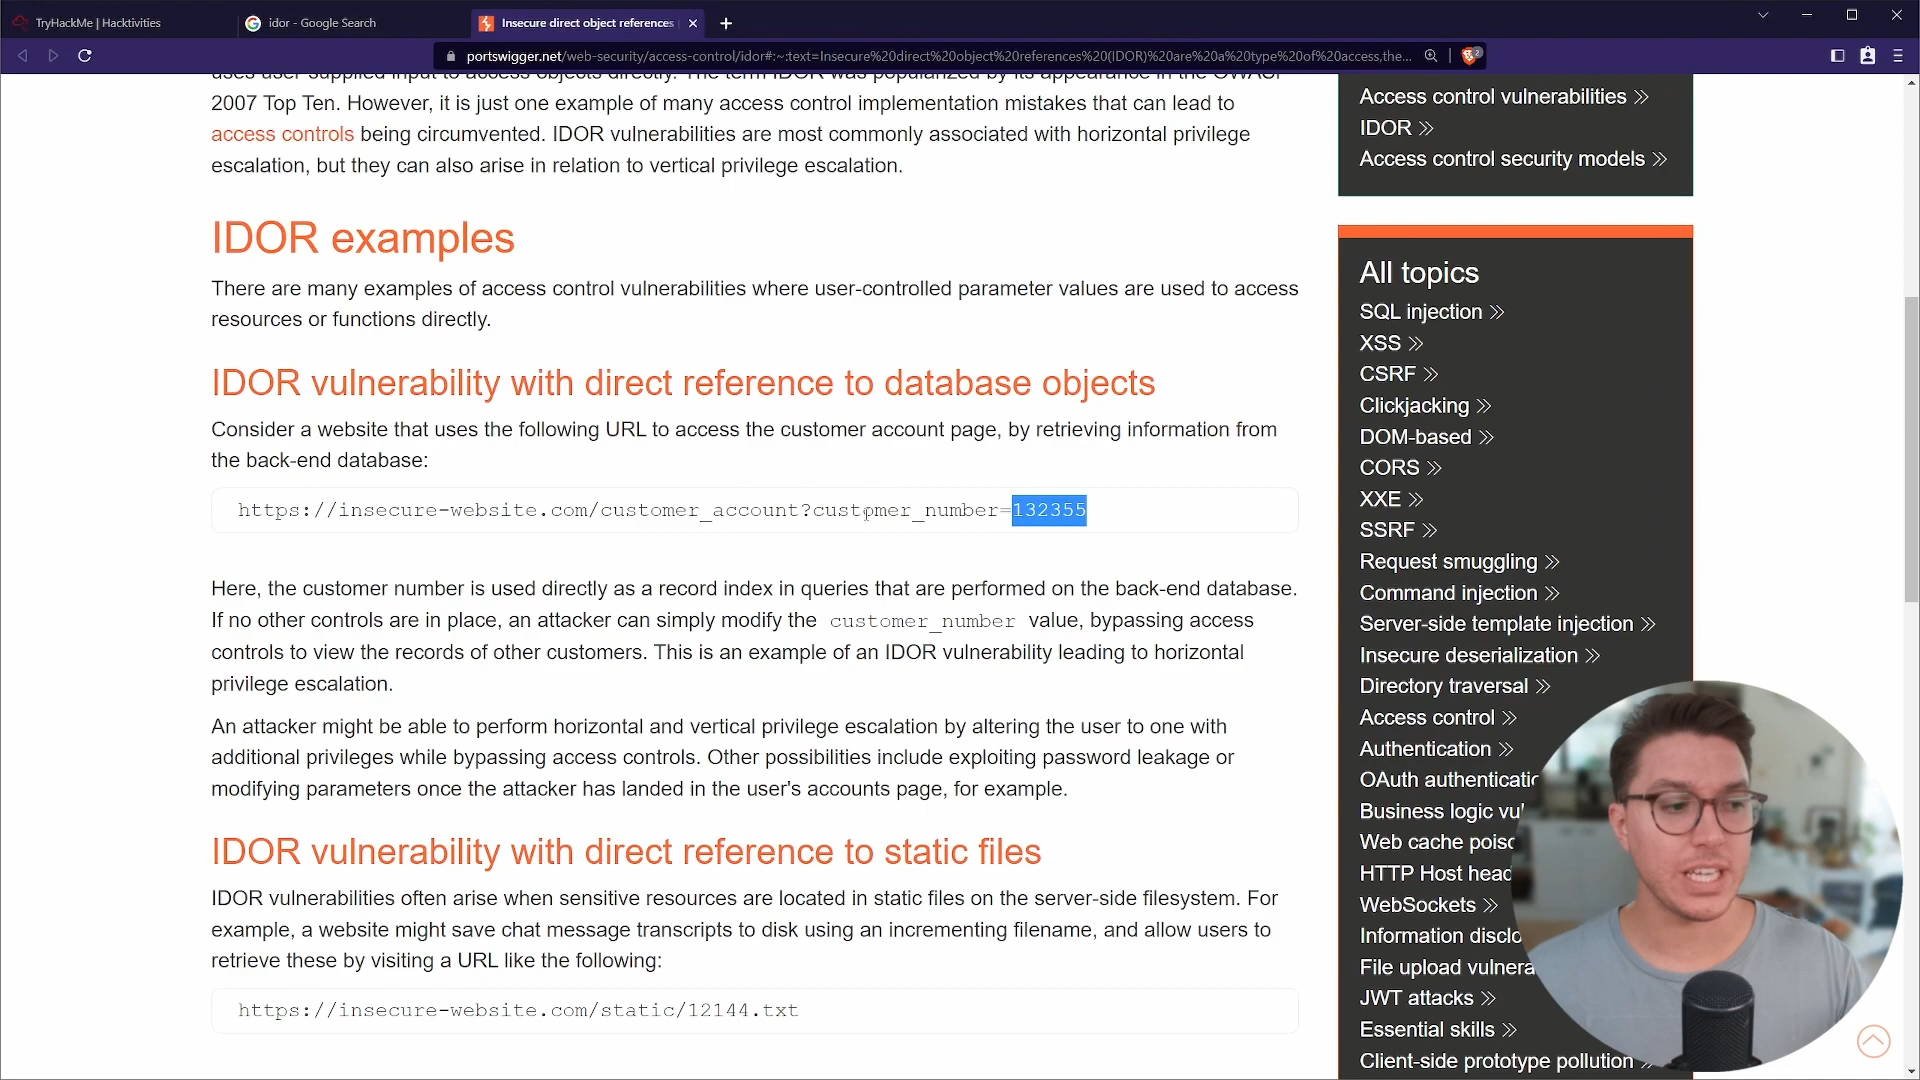 TryHackMe | Hacktivities
idor - Google Search
Insecure direct object references
portswigger.net/web-security/access-control/idor#:~:text=Insecure%20direct%20object%20references%20(IDOR)%20are%20a%20type%20of%20access,the...
2
uses user-supplied input to access objects directly. The term IDOR was popularized by its appearance in the OWASP
2007 Top Ten. However, it is just one example of many access control implementation mistakes that can lead to
access controls being circumvented. IDOR vulnerabilities are most commonly associated with horizontal privilege
escalation, but they can also arise in relation to vertical privilege escalation.
IDOR examples
There are many examples of access control vulnerabilities where user-controlled parameter values are used to access
resources or functions directly.
IDOR vulnerability with direct reference to database objects
Consider a website that uses the following URL to access the customer account page, by retrieving information from
the back-end database:
https://insecure-website.com/customer_account?customer_number=132355
Here, the customer number is used directly as a record index in queries that are performed on the back-end database.
If no other controls are in place, an attacker can simply modify the customer_number value, bypassing access
controls to view the records of other customers. This is an example of an IDOR vulnerability leading to horizontal
privilege escalation.
An attacker might be able to perform horizontal and vertical privilege escalation by altering the user to one with
additional privileges while bypassing access controls. Other possibilities include exploiting password leakage or
modifying parameters once the attacker has landed in the user's accounts page, for example.
IDOR vulnerability with direct reference to static files
IDOR vulnerabilities often arise when sensitive resources are located in static files on the server-side filesystem. For
example, a website might save chat message transcripts to disk using an incrementing filename, and allow users to
retrieve these by visiting a URL like the following:
https://insecure-website.com/static/12144.txt
Access control vulnerabilities
IDOR
Access control security models
All topics
SQL injection
XSS
CSRF
Clickjacking
DOM-based
CORS
XXE
SSRF
Request smuggling
Command injection
Server-side template injection
Insecure deserialization
Directory traversal
Access control
Authentication
OAuth authenticatic
Business logic vul
Web cache poisc
HTTP Host head
WebSockets
Information disclo
File upload vulnera
JWT attacks
Essential skills
Client-side prototype pollution